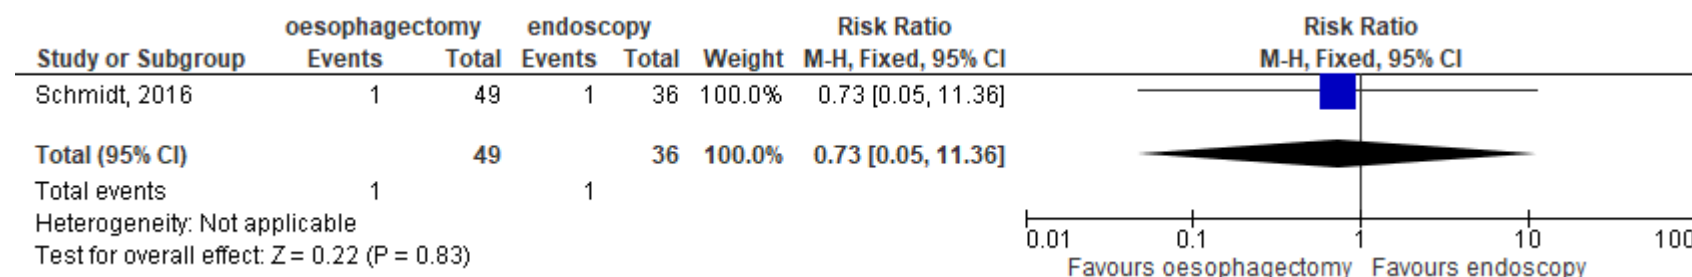 oesophagectomy endoscopy Risk Ratio Risk Ratio
Study or Subgroup Events Total Events Total Weight M-H, Fixed, 95% CI M-H, Fixed, 95% CI
Schmidt, 2016 1 49 1 36 100.0% 0.73 [0.05, 11.36]
Total (95% CI) 49 36 100.0% 0.73 [0.05, 11.36]
Total events 1 1
Heterogeneity: Not applicable
Test for overall effect: Z = 0.22 (P = 0.83)
0.01 0.1 1 10 100
Favours oesophagectomy Favours endoscopy